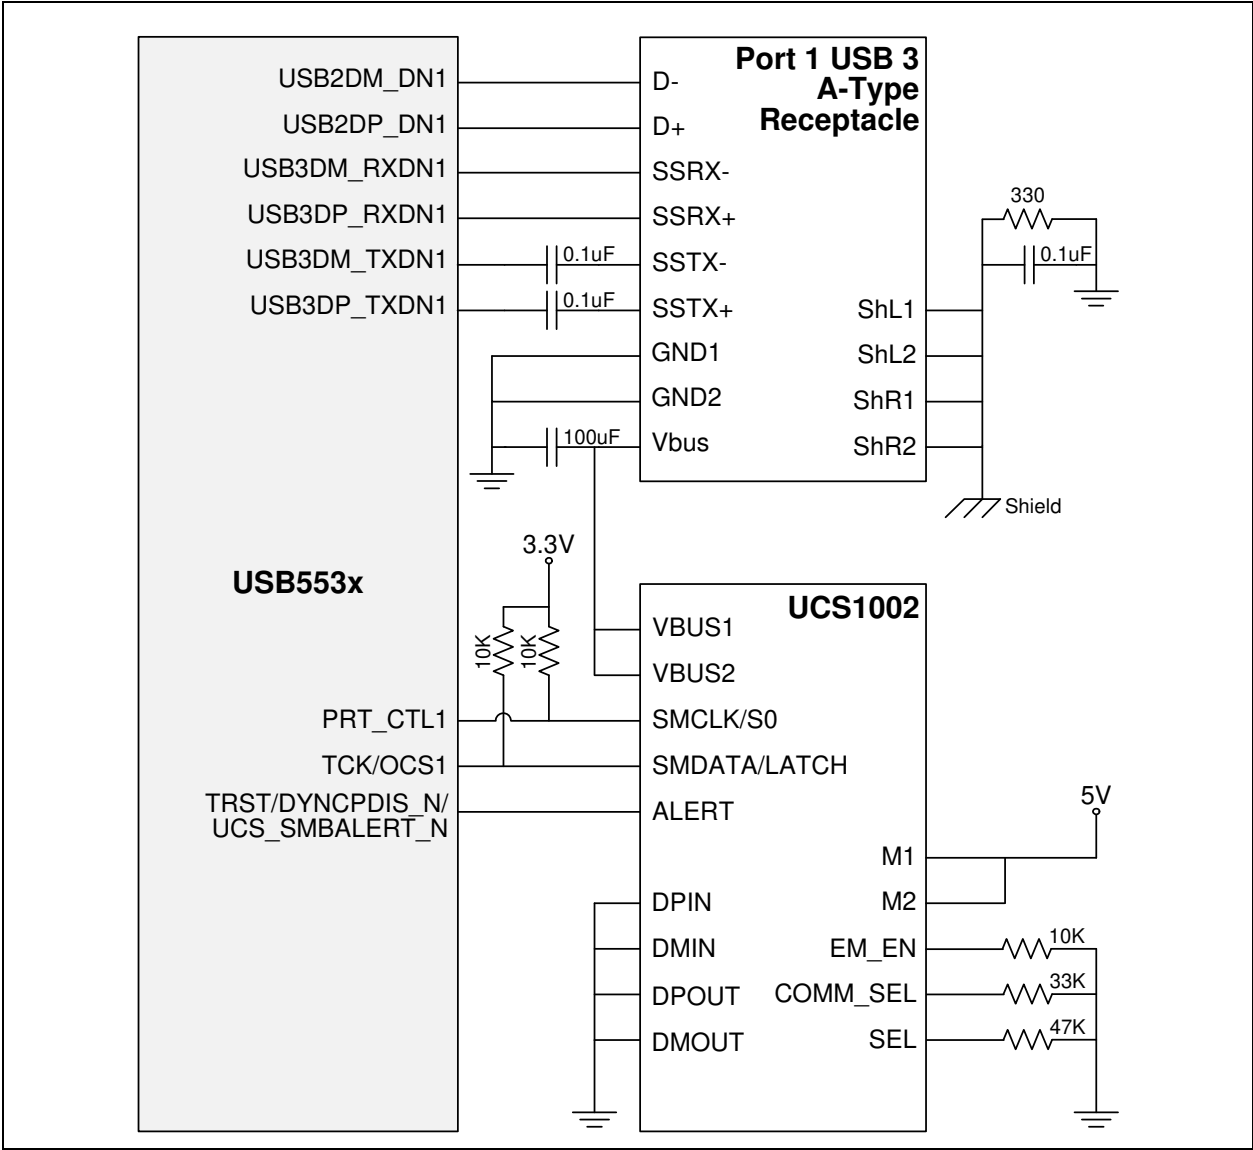 USB2DM_DN1
USB2DP_DN1
USB3DM_RXDN1
USB3DP_RXDN1
USB3DM_TXDN1
USB3DP_TXDN1
USB553x
PRT_CTL1
TCK/OCS1
TRST/DYNCPDIS_N/
UCS_SMBALERT_N
0.1uF
0.1uF
100uF
3.3V
10K
10K
Port 1 USB 3
A-Type
Receptacle
D-
D+
SSRX-
SSRX+
SSTX-
SSTX+
GND1
GND2
Vbus
ShL1
ShL2
ShR1
ShR2
330
0.1uF
Shield
UCS1002
VBUS1
VBUS2
SMCLK/S0
SMDATA/LATCH
ALERT
DPIN
DMIN
DPOUT
DMOUT
M1
M2
EM_EN
COMM_SEL
SEL
5V
10K
33K
47K